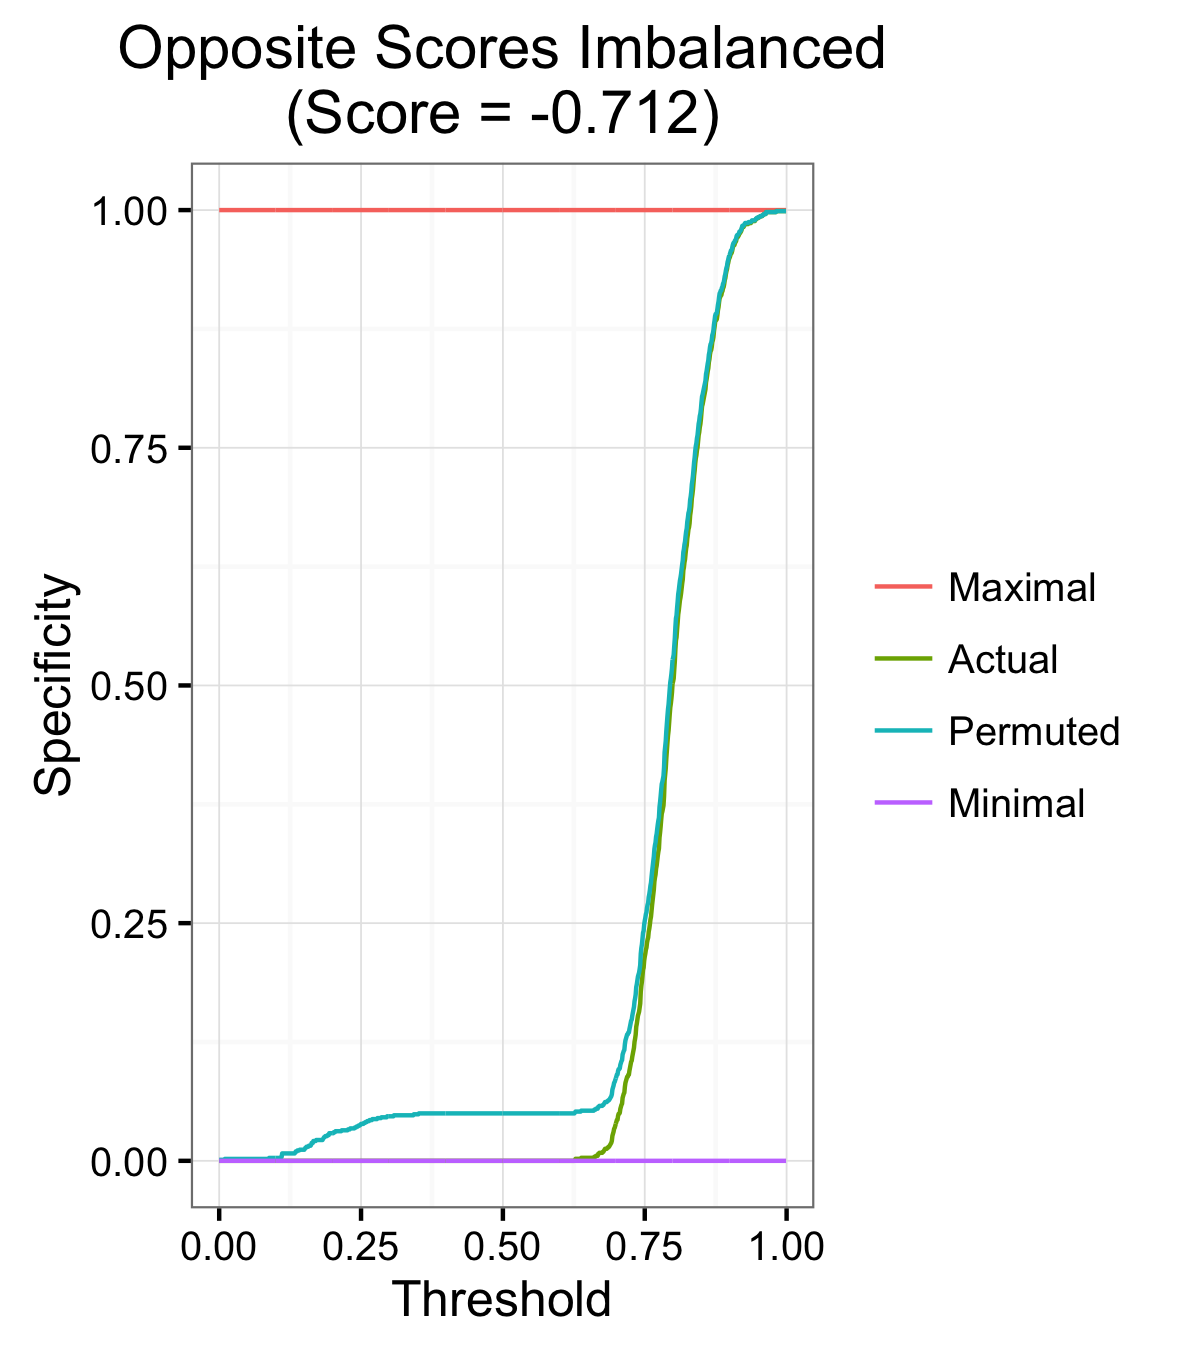 Opposite Scores Imbalanced
(Score = -0.712)
1.00
0.75
0.50
0.25
0.00
Specificity
0.00 0.25 0.50 0.75 1.00
Threshold
Maximal
Actual
Permuted
Minimal